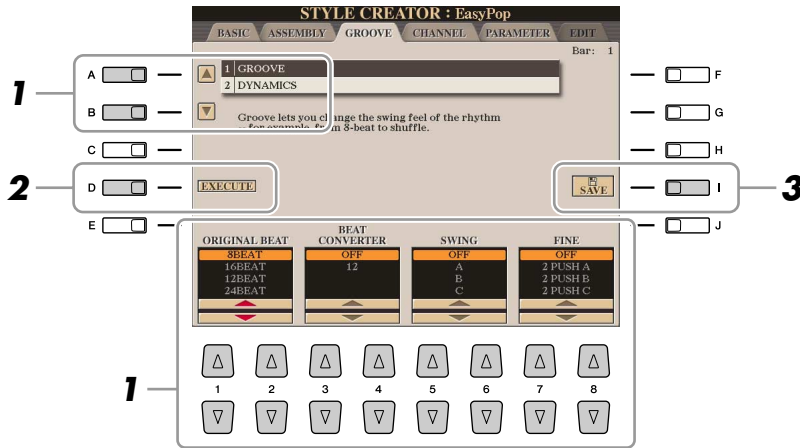 STYLE CREATOR : EasyPop
BASIC ASSEMBLY GROOVE CHANNEL PARAMETER EDIT
Bar: 1
1 GROOVE
2 DYNAMICS
Groove lets you change the swing feel of the rhythm
- for example, from 8-beat to shuffle.
EXECUTE
SAVE
ORIGINAL BEAT
8BEAT
16BEAT
12BEAT
24BEAT
BEAT
CONVERTER
OFF
12
SWING
OFF
A
B
C
FINE
OFF
2 PUSH A
2 PUSH B
2 PUSH C
A
B
C
D
E
F
G
H
I
J
1
2
3
1
1 2 3 4 5 6 7 8